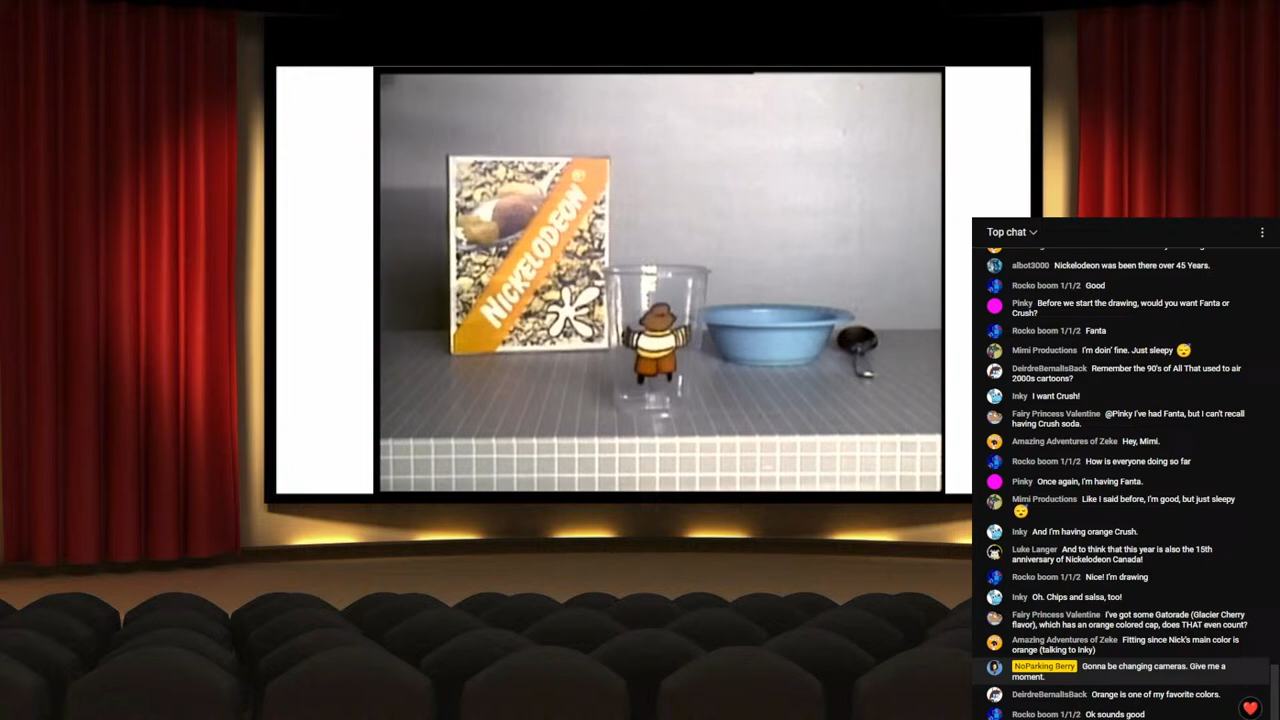 NICKELODEON®
Top chat
albot3000 Nickelodeon was been there over 45 Years.
Rocko boom 1/1/2 Good
Pinky Before we start the drawing, would you want Fanta or
Crush?
Rocko boom 1/1/2 Fanta
Mimi Productions I'm doin' fine. Just sleepy 😴
DeirdreBernalIsBack Remember the 90's of All That used to air
2000s cartoons?
Inky I want Crush!
Fairy Princess Valentine @Pinky I've had Fanta, but I can't recall
having Crush soda.
Amazing Adventures of Zeke Hey, Mimi.
Rocko boom 1/1/2 How is everyone doing so far
Pinky Once again, I'm having Fanta.
Mimi Productions Like I said before, I'm good, but just sleepy
😴
Inky And I'm having orange Crush.
Luke Langer And to think that this year is also the 15th
anniversary of Nickelodeon Canada!
Rocko boom 1/1/2 Nice! I'm drawing
Inky Oh. Chips and salsa, too!
Fairy Princess Valentine I've got some Gatorade (Glacier Cherry
flavor), which has an orange colored cap, does THAT even count?
Amazing Adventures of Zeke Fitting since Nick's main color is
orange (talking to Inky)
NoParking Berry Gonna be changing cameras. Give me a
moment.
DeirdreBernalIsBack Orange is one of my favorite colors.
Rocko boom 1/1/2 Ok sounds good